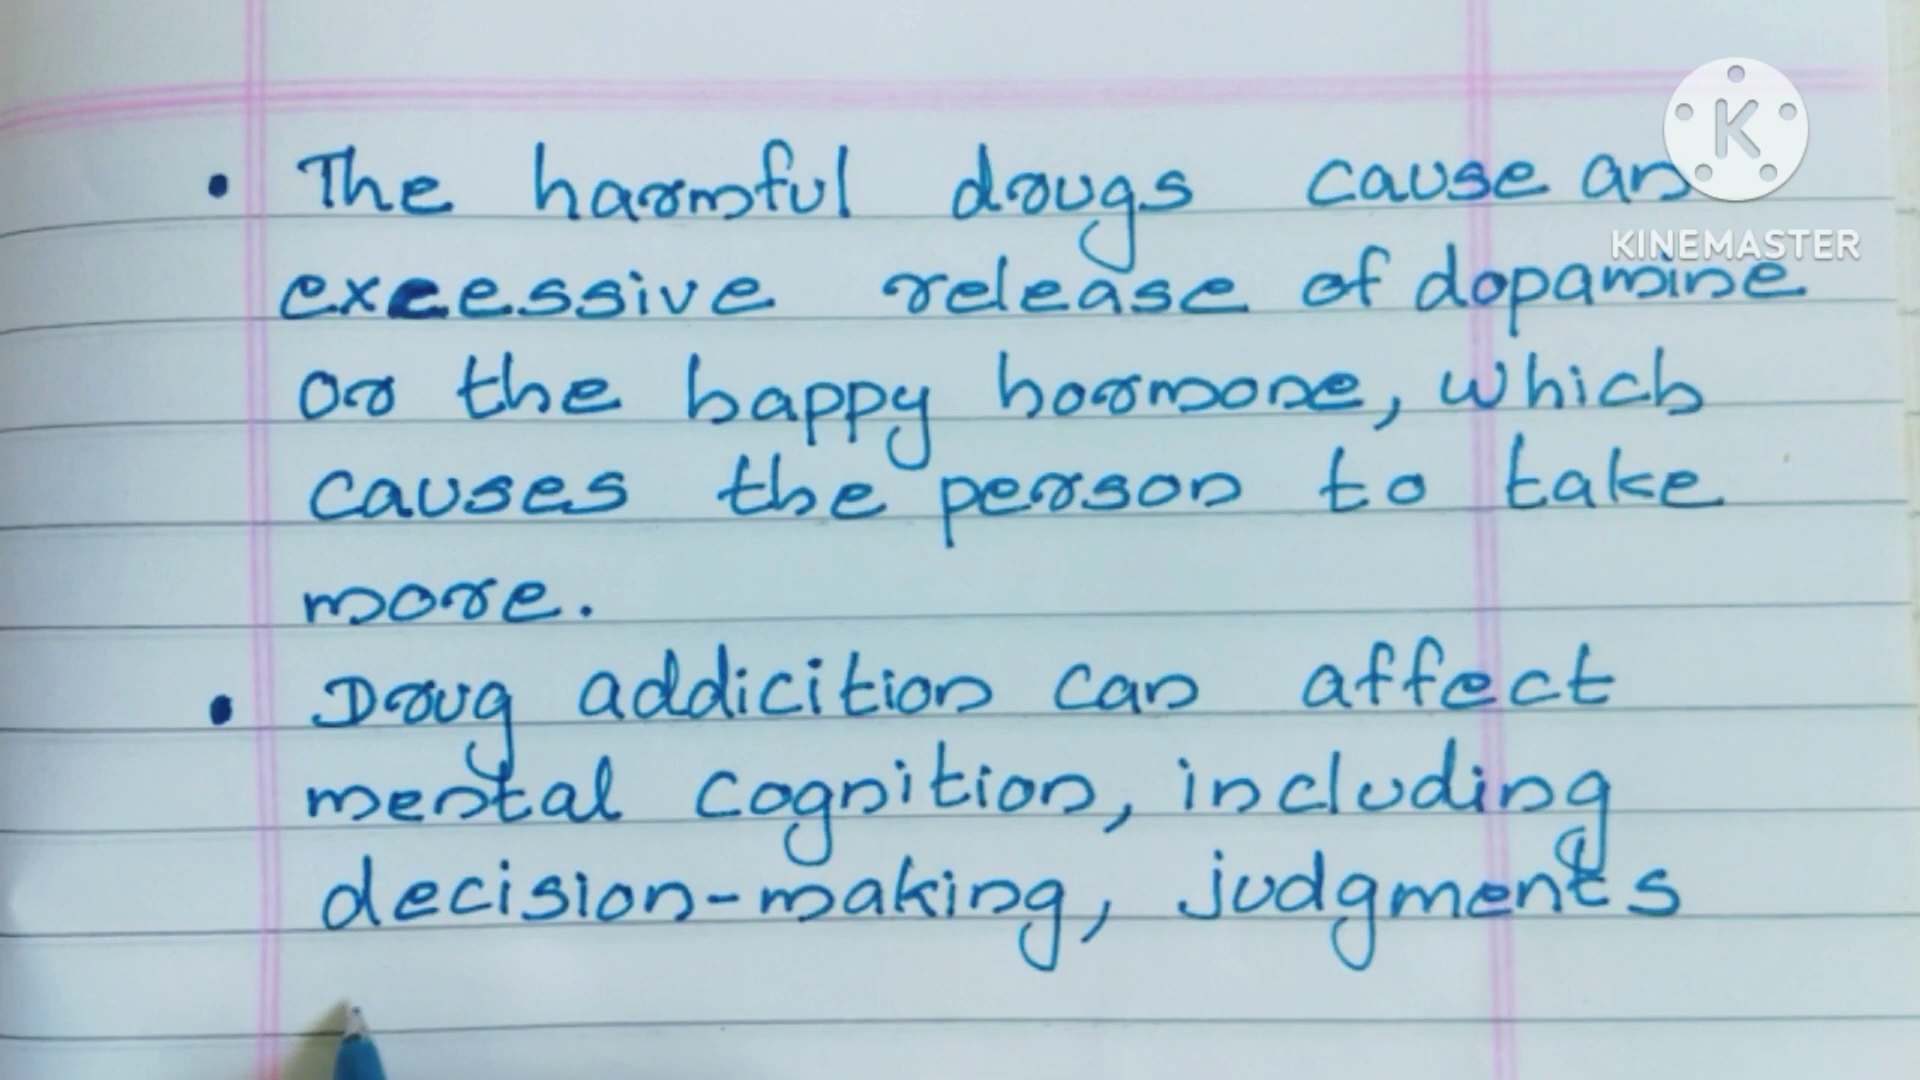 • The harmful drugs cause an
excessive release of dopamine
or the happy hormone, which
causes the person to take
more.
• Drug addicition can affect
mental cognition, including
decision-making, judgments
K
KINEMASTER